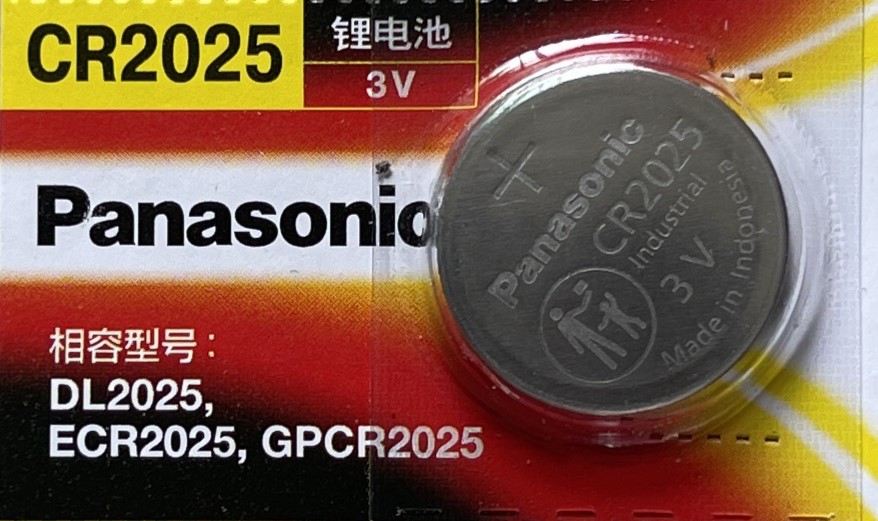 CR2025
锂电池
3V
Panasonic
相容型号：
DL2025,
ECR2025, GPCR2025
+
Panasonic
CR2025
Industrial
3V
Made in Indonesia